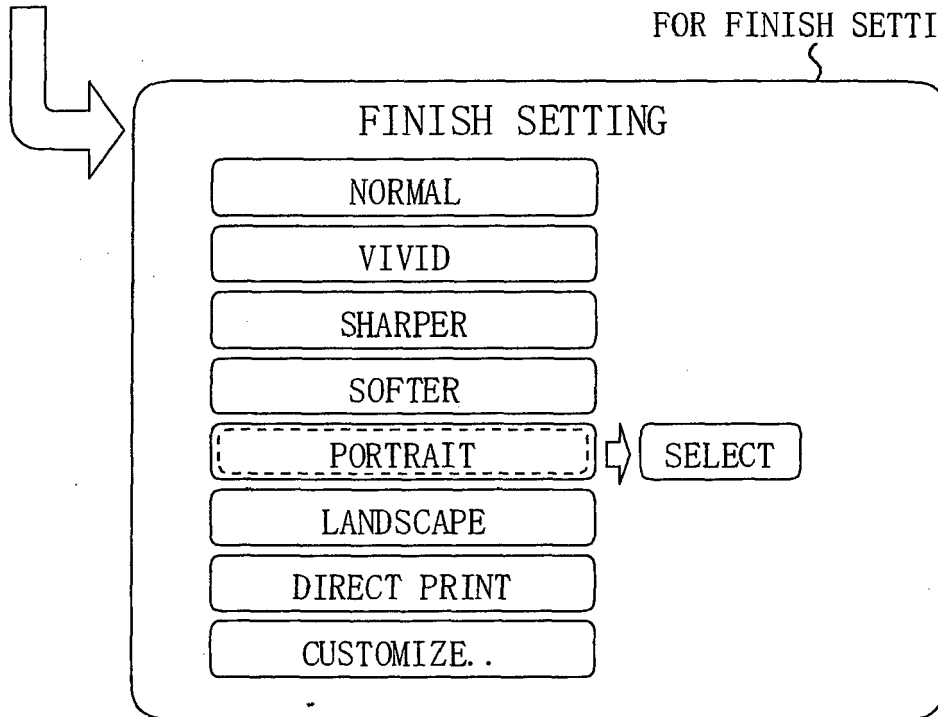 FOR FINISH SETTI
FINISH SETTING
NORMAL
VIVID
SHARPER
SOFTER
PORTRAIT
SELECT
LANDSCAPE
DIRECT PRINT
CUSTOMIZE..